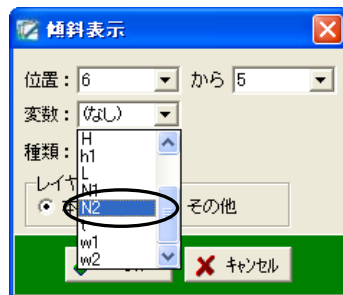 傾斜表示
位置： 6 から 5
変数： (なし)
種類： H
h1
L
レイヤ N1
本 N2 その他
t
w1
w2
キャンセル